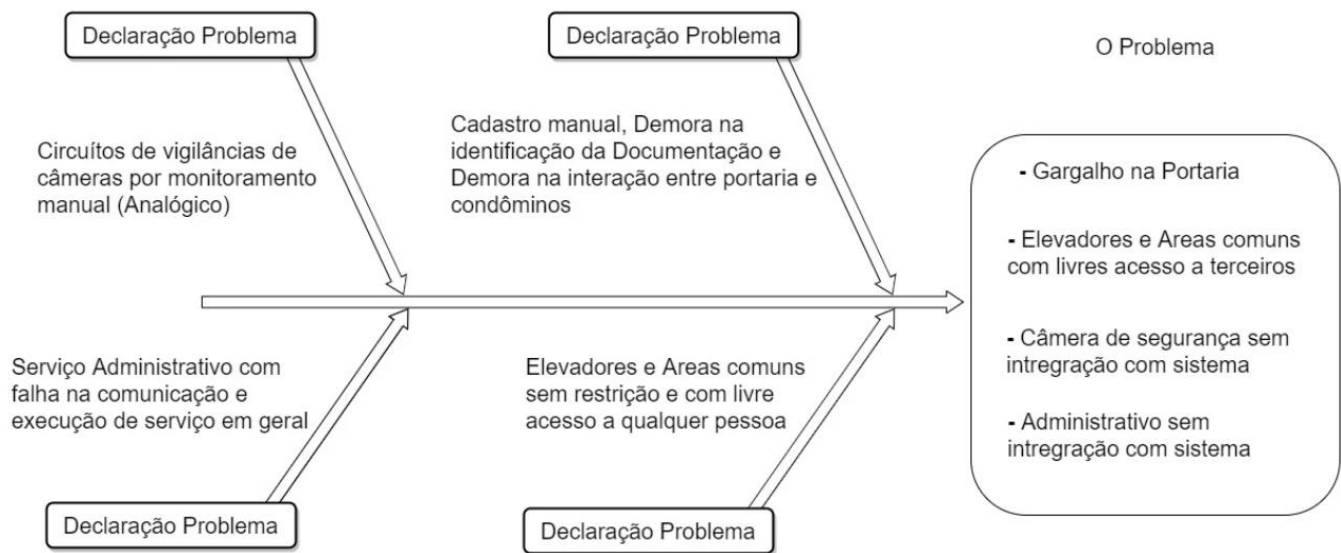 Declaração Problema
Declaração Problema
O Problema
Circuítos de vigilâncias de
câmeras por monitoramento
manual (Analógico)
Cadastro manual, Demora na
identificação da Documentação e
Demora na interação entre portaria e
condôminos
- Gargalho na Portaria
- Elevadores e Areas comuns
com livres acesso a terceiros
- Câmera de segurança sem
intregração com sistema
- Administrativo sem
intregração com sistema
Serviço Administrativo com
falha na comunicação e
execução de serviço em geral
Elevadores e Areas comuns
sem restrição e com livre
acesso a qualquer pessoa
Declaração Problema
Declaração Problema